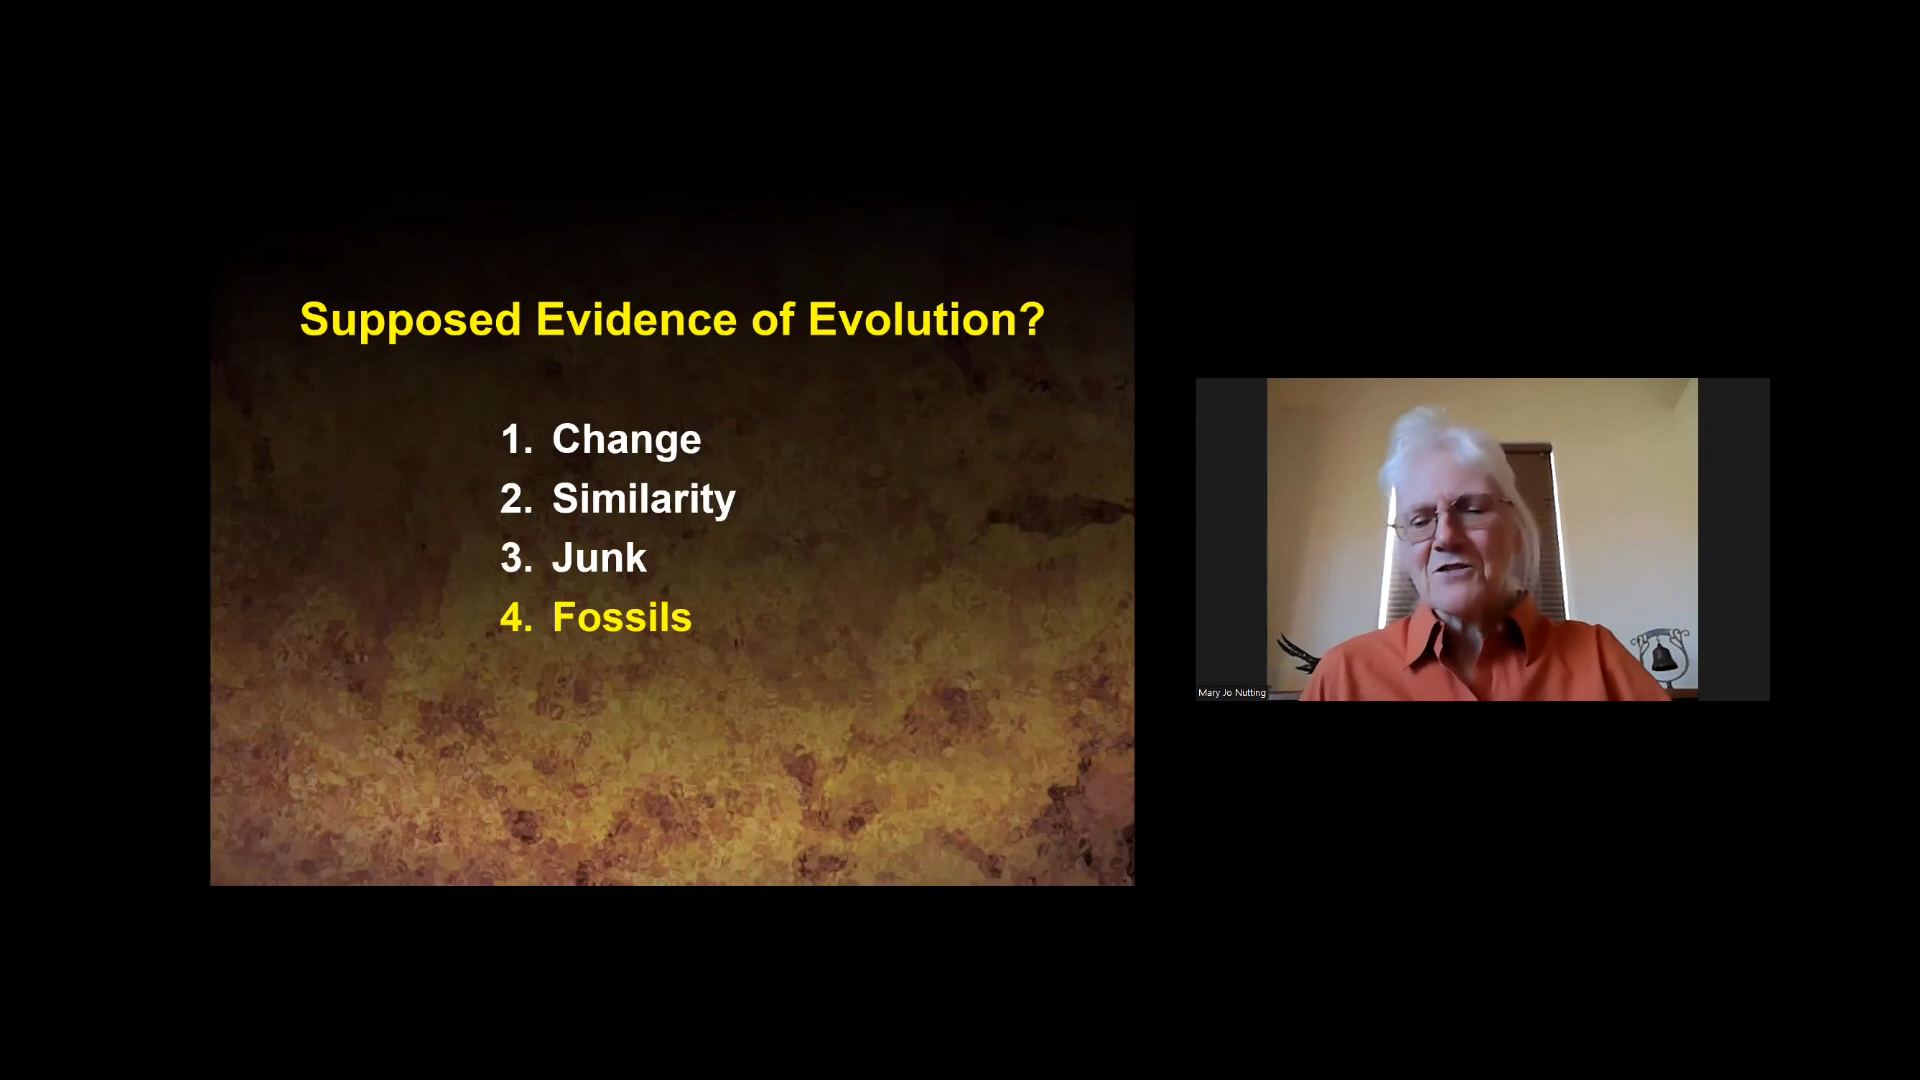 Supposed Evidence of Evolution?
1. Change
2. Similarity
3. Junk
4. Fossils
Mary Jo Nutting